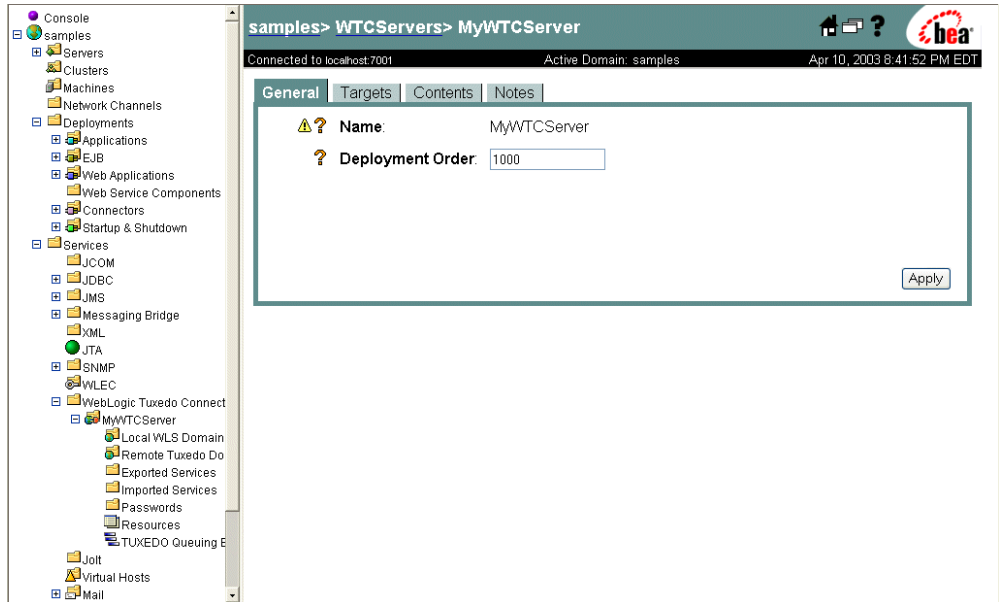 Console
samples
Servers
Clusters
Machines
Network Channels
Deployments
Applications
EJB
Web Applications
Web Service Components
Connectors
Startup & Shutdown
Services
JCOM
JDBC
JMS
Messaging Bridge
XML
JTA
SNMP
WLEC
WebLogic Tuxedo Connect
MyWTCServer
Local WLS Domain
Remote Tuxedo Do
Exported Services
Imported Services
Passwords
Resources
TUXEDO Queuing E
Jolt
Virtual Hosts
Mail
samples> WTCServers> MyWTCServer
? bea
Connected to localhost:7001 Active Domain: samples Apr 10, 2003 8:41:52 PM EDT
General Targets Contents Notes
? Name: MyWTCServer
? Deployment Order: 1000
Apply